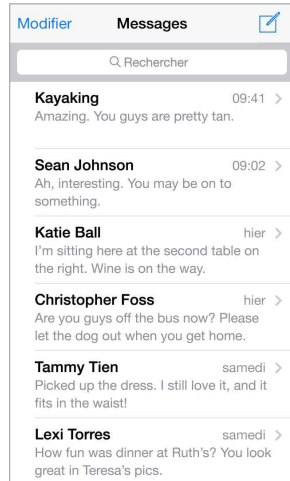 Modifier Messages
Rechercher
Kayaking 09:41
Amazing. You guys are pretty tan.
Sean Johnson 09:02
Ah, interesting. You may be on to
something.
Katie Ball hier
I'm sitting here at the second table on
the right. Wine is on the way.
Christopher Foss hier
Are you guys off the bus now? Please
let the dog out when you get home.
Tammy Tien samedi
Picked up the dress. I still love it, and it
fits in the waist!
Lexi Torres samedi
How fun was dinner at Ruth's? You look
great in Teresa's pics.